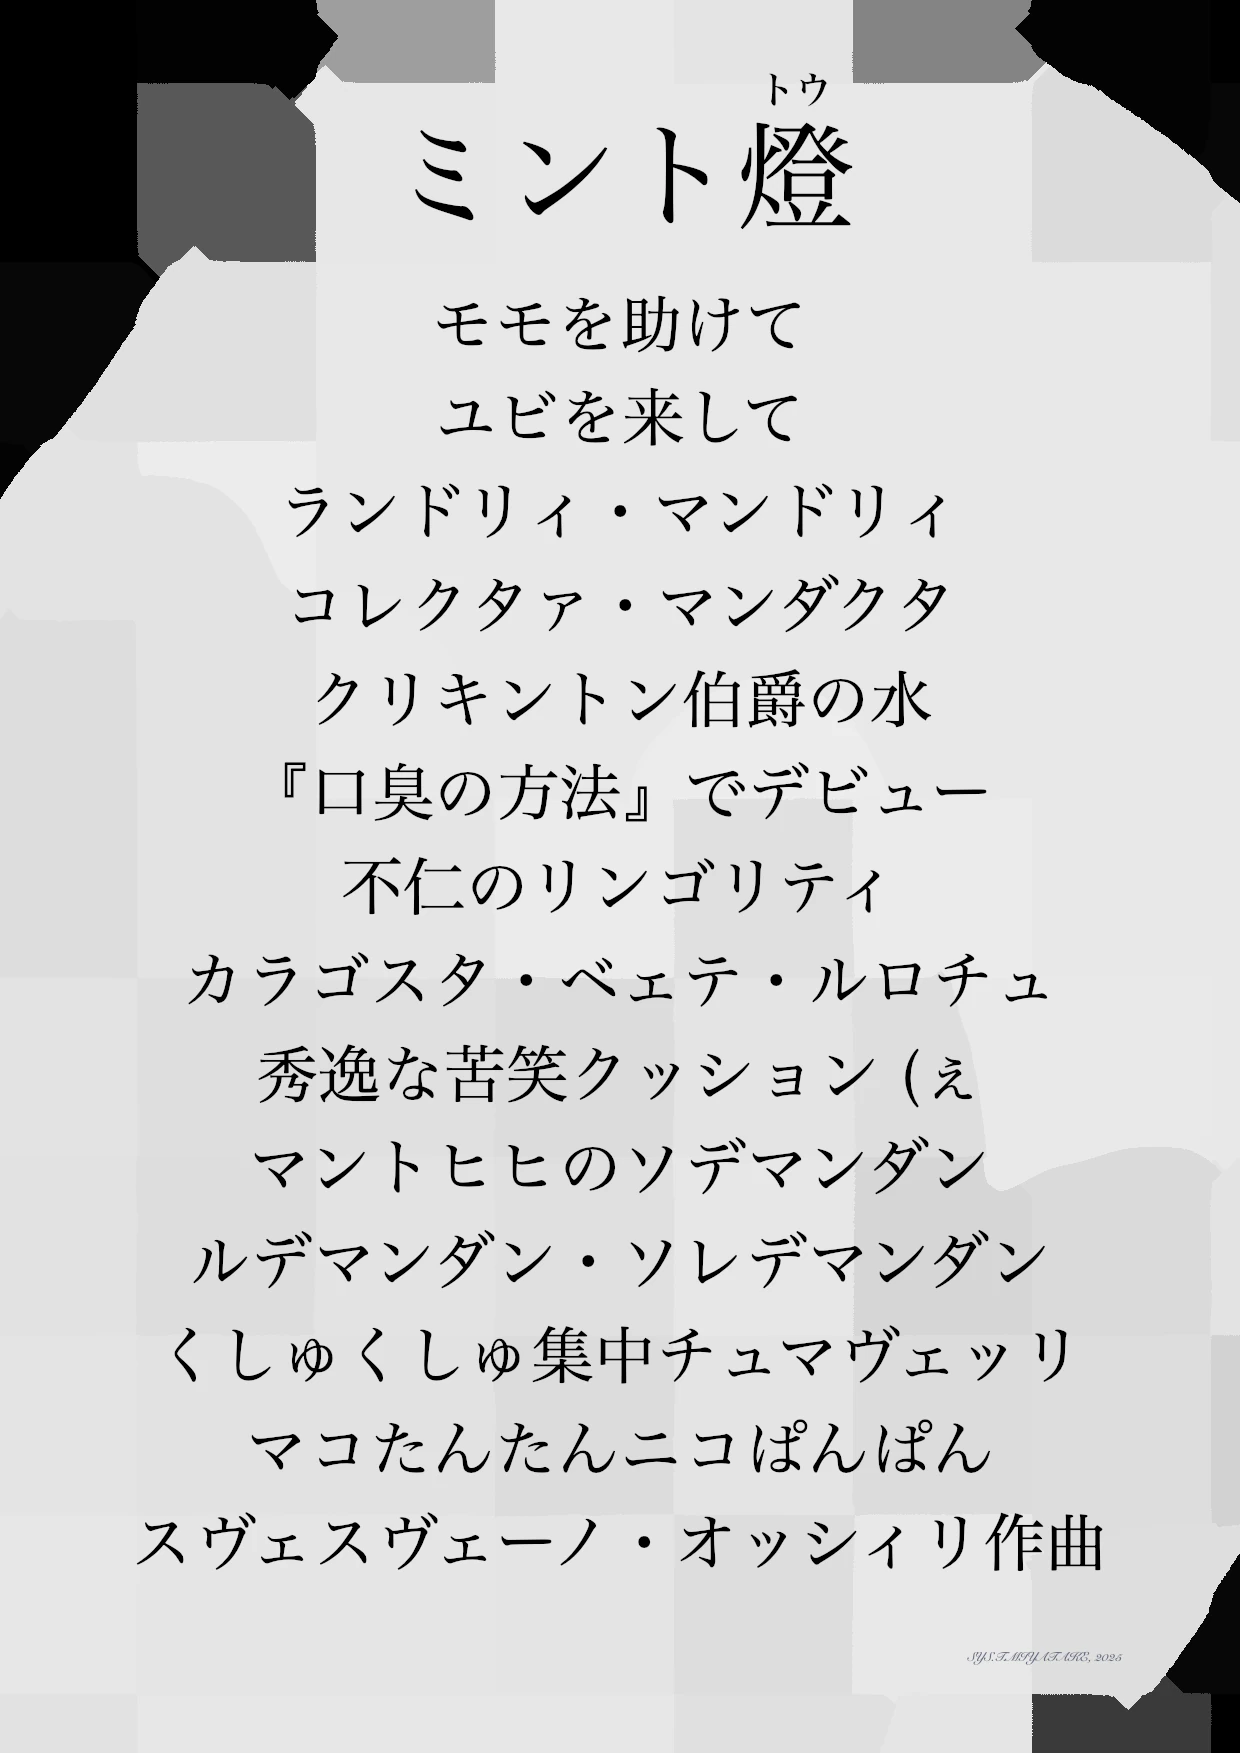 トウ
ミント燈
モモを助けて
ユビを来して
ランドリィ・マンドリィ
コレクタァ・マンダクタ
クリキントン伯爵の水
『口臭の方法』でデビュー
不仁のリンゴリティ
カラゴスタ・ベェテ・ルロチュ
秀逸な苦笑クッション (ぇ
マントヒヒのソデマンダン
ルデマンダン・ソレデマンダン
くしゅくしゅ集中チュマヴェッリ
マコたんたんニコぱんぱん
スヴェスヴェーノ・オッシィリ作曲
SYS.T.MIYATAKE, 2025